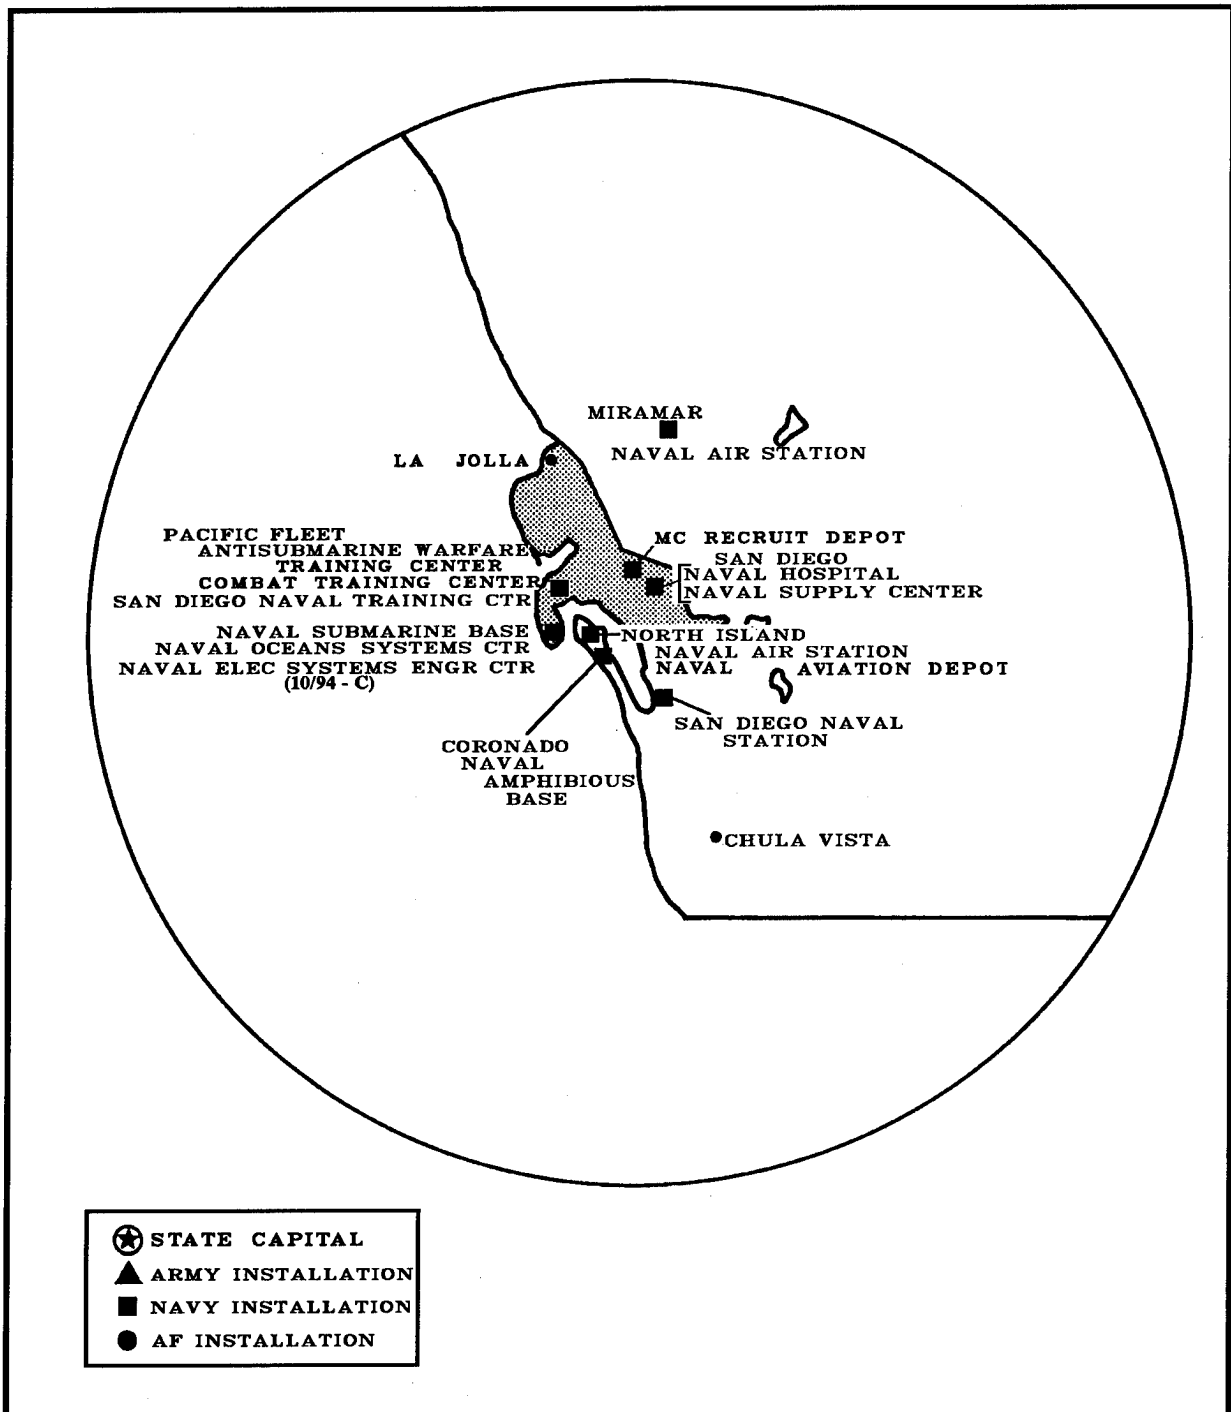 MIRAMAR
NAVAL AIR STATION
LA JOLLA
PACIFIC FLEET
ANTISUBMARINE WARFARE
TRAINING CENTER
COMBAT TRAINING CENTER
SAN DIEGO NAVAL TRAINING CTR
MC RECRUIT DEPOT
SAN DIEGO
NAVAL HOSPITAL
NAVAL SUPPLY CENTER
NAVAL SUBMARINE BASE
NAVAL OCEANS SYSTEMS CTR
NAVAL ELEC SYSTEMS ENGR CTR
(10/94 - C)
NORTH ISLAND
NAVAL AIR STATION
NAVAL AVIATION DEPOT
SAN DIEGO NAVAL
STATION
CORONADO
NAVAL
AMPHIBIOUS
BASE
CHULA VISTA
STATE CAPITAL
ARMY INSTALLATION
NAVY INSTALLATION
AF INSTALLATION